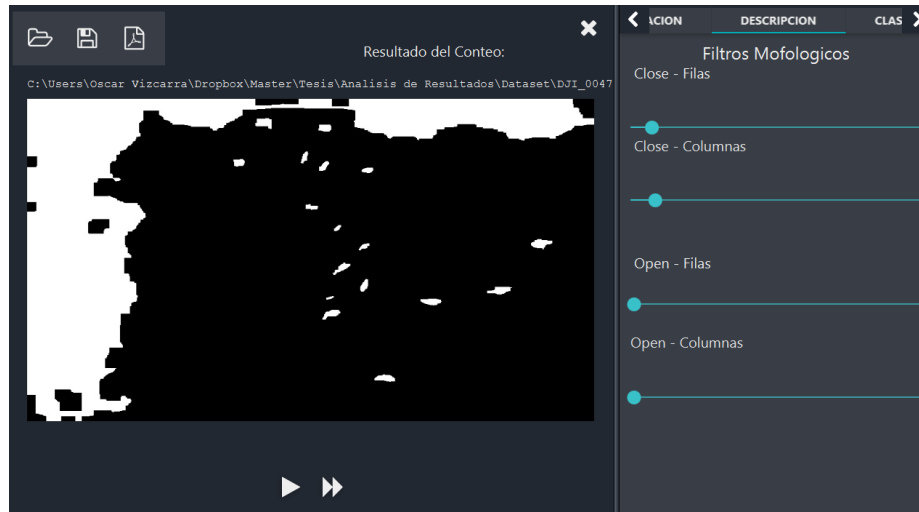 Resultado del Conteo:
C:\Users\Oscar Vizcarra\Dropbox\Master\Tesis\Analisis de Resultados\Dataset\DJI_0047
ACION DESCRIPCION CLAS
Filtros Mofologicos
Close - Filas
Close - Columnas
Open - Filas
Open - Columnas